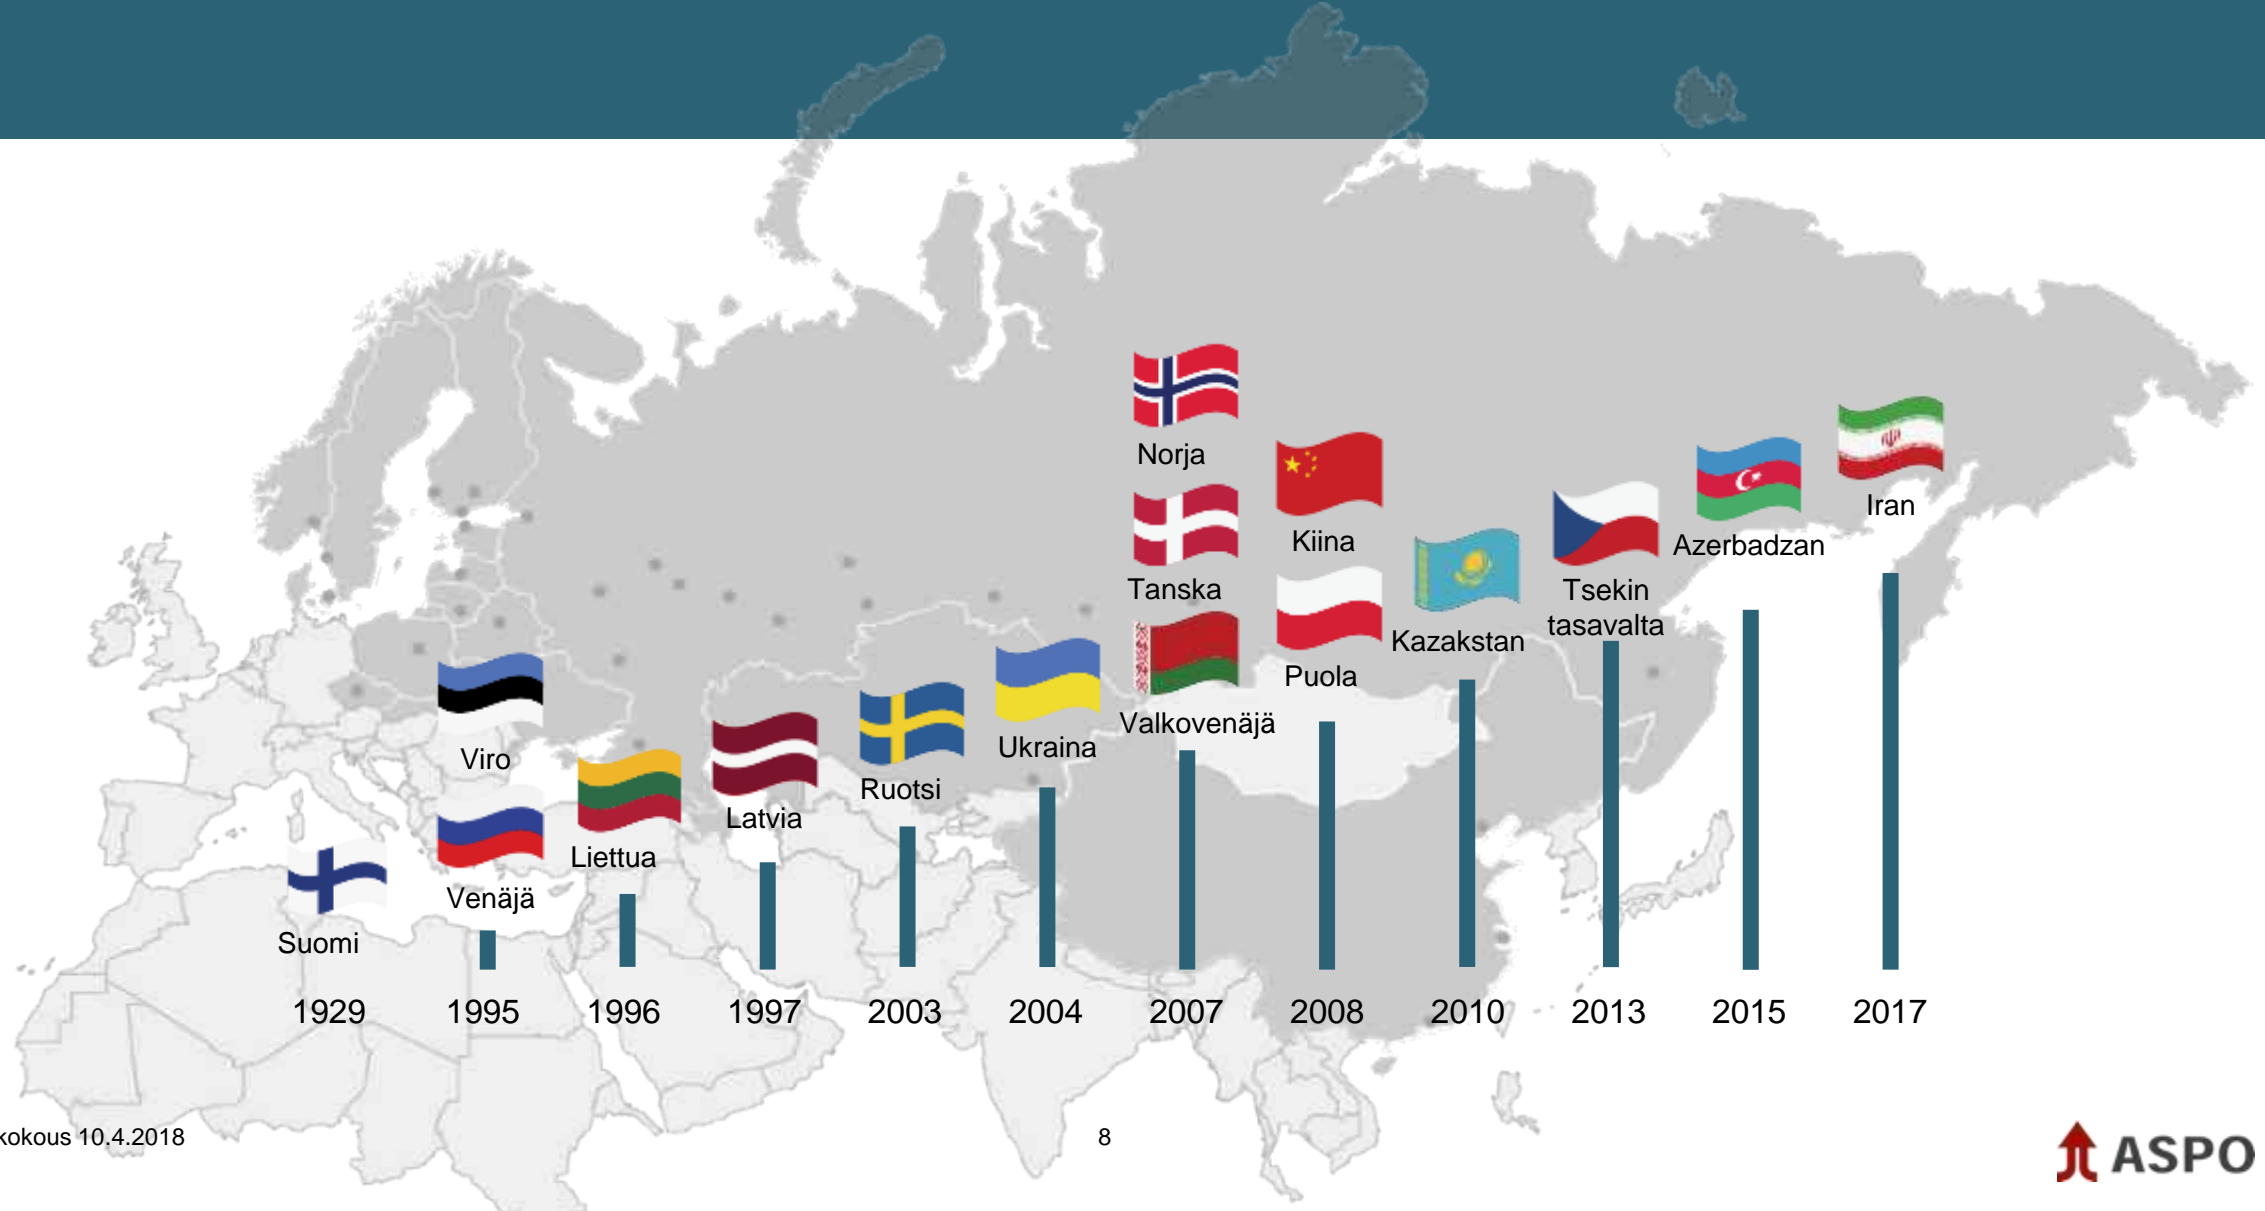 Norja
Kiina
Iran
Tanska
Azerbadzan
Tsekin
tasavalta
Kazakstan
Puola
Valkovenäjä
Ukraina
Viro
Ruotsi
Latvia
Liettua
Venäjä
Suomi
1929 1995 1996 1997 2003 2004 2007 2008 2010 2013 2015 2017
kokous 10.4.2018
8
ASPO